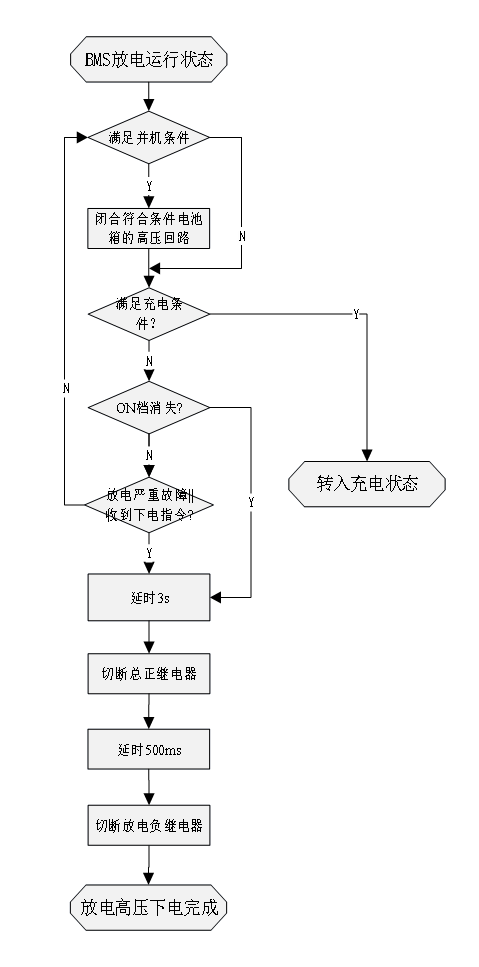 BMS放电运行状态
满足并机条件
Y
闭合符合条件电池
箱的高压回路
N
满足充电条
件？
Y
N
ON档消失?
N
N
转入充电状态
放电严重故障||
收到下电指令?
Y
Y
延时3s
切断总正继电器
延时500ms
切断放电负继电器
放电高压下电完成